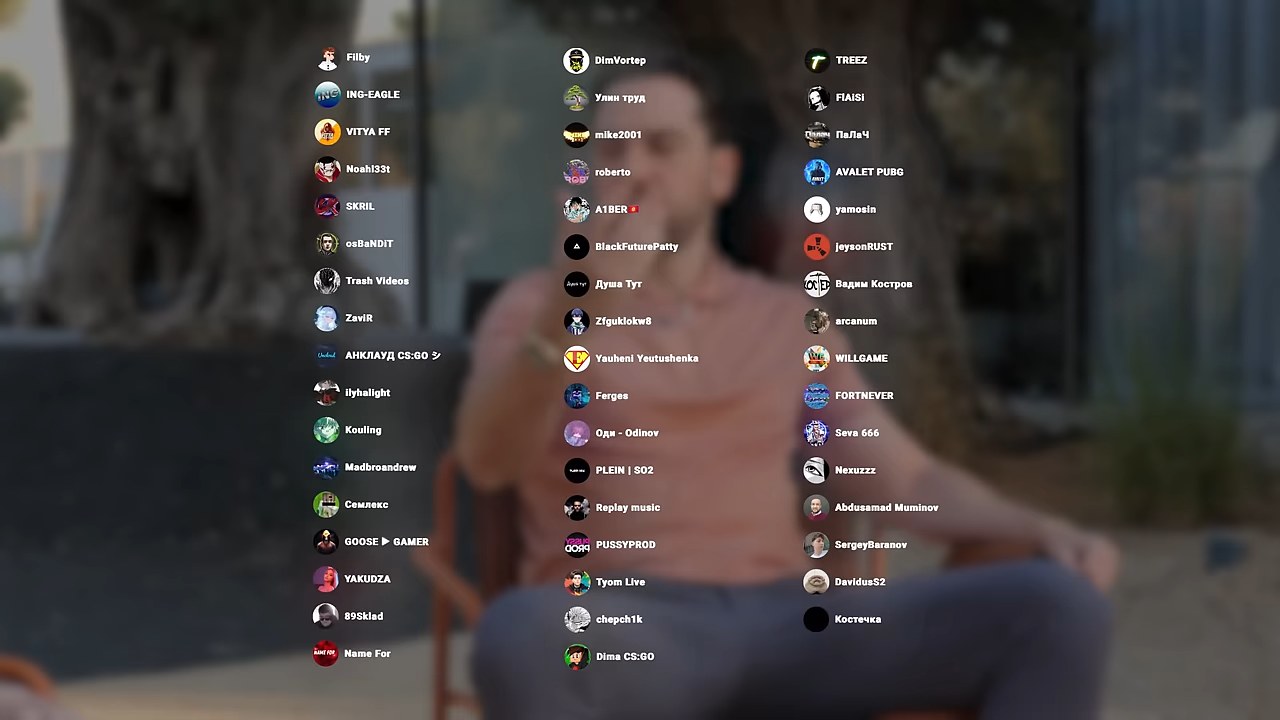 Filby
ING-EAGLE
VITYA FF
Noahl33t
SKRIL
osBaNDiT
Trash Videos
ZaviR
АНКЛАУД CS:GO シ
ilyhalight
Kouling
Madbroandrew
Семлекс
GOOSE ▶ GAMER
YAKUDZA
89Sklad
Name For
DimVortep
Улин труд
mike2001
roberto
A1BER🇹🇳
BlackFuturePatty
Душа Тут
Zfguklokw8
Yauheni Yeutushenka
Ferges
Оди - Odinov
PLEIN | SO2
Replay music
PUSSYPROD
Tyom Live
chepch1k
Dima CS:GO
TREEZ
FlAiSi
ПаЛаЧ
AVALET PUBG
yamosin
jeysonRUST
Вадим Костров
arcanum
WILLGAME
FORTNEVER
Seva 666
Nexuzzz
Abdusamad Muminov
SergeyBaranov
DavidusS2
Костечка